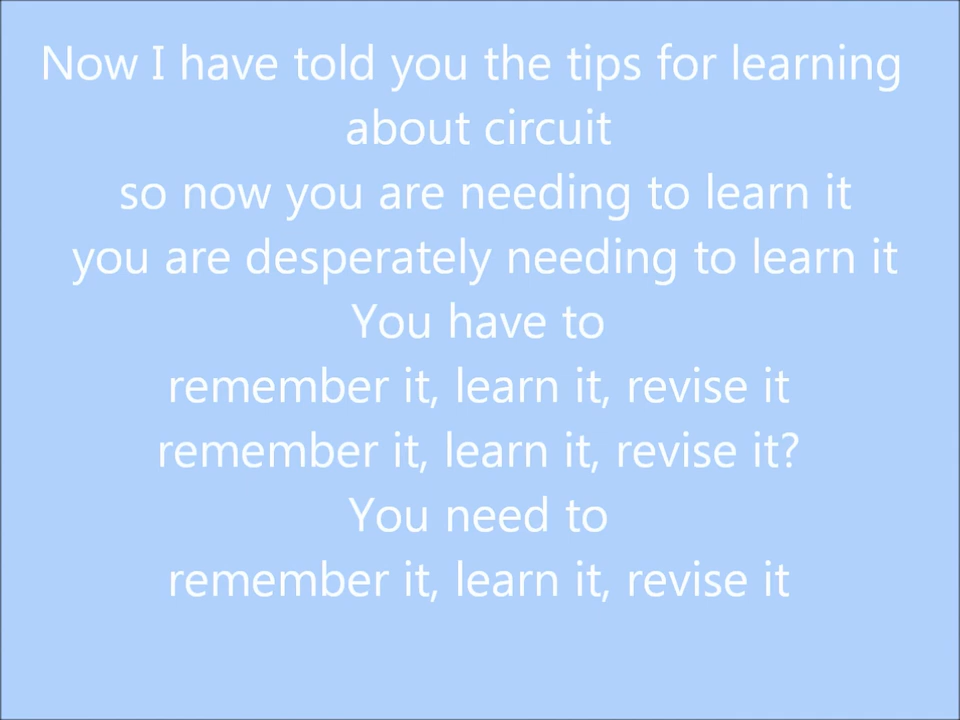 Now I have told you the tips for learning
about circuit
so now you are needing to learn it
you are desperately needing to learn it
You have to
remember it, learn it, revise it
remember it, learn it, revise it?
You need to
remember it, learn it, revise it